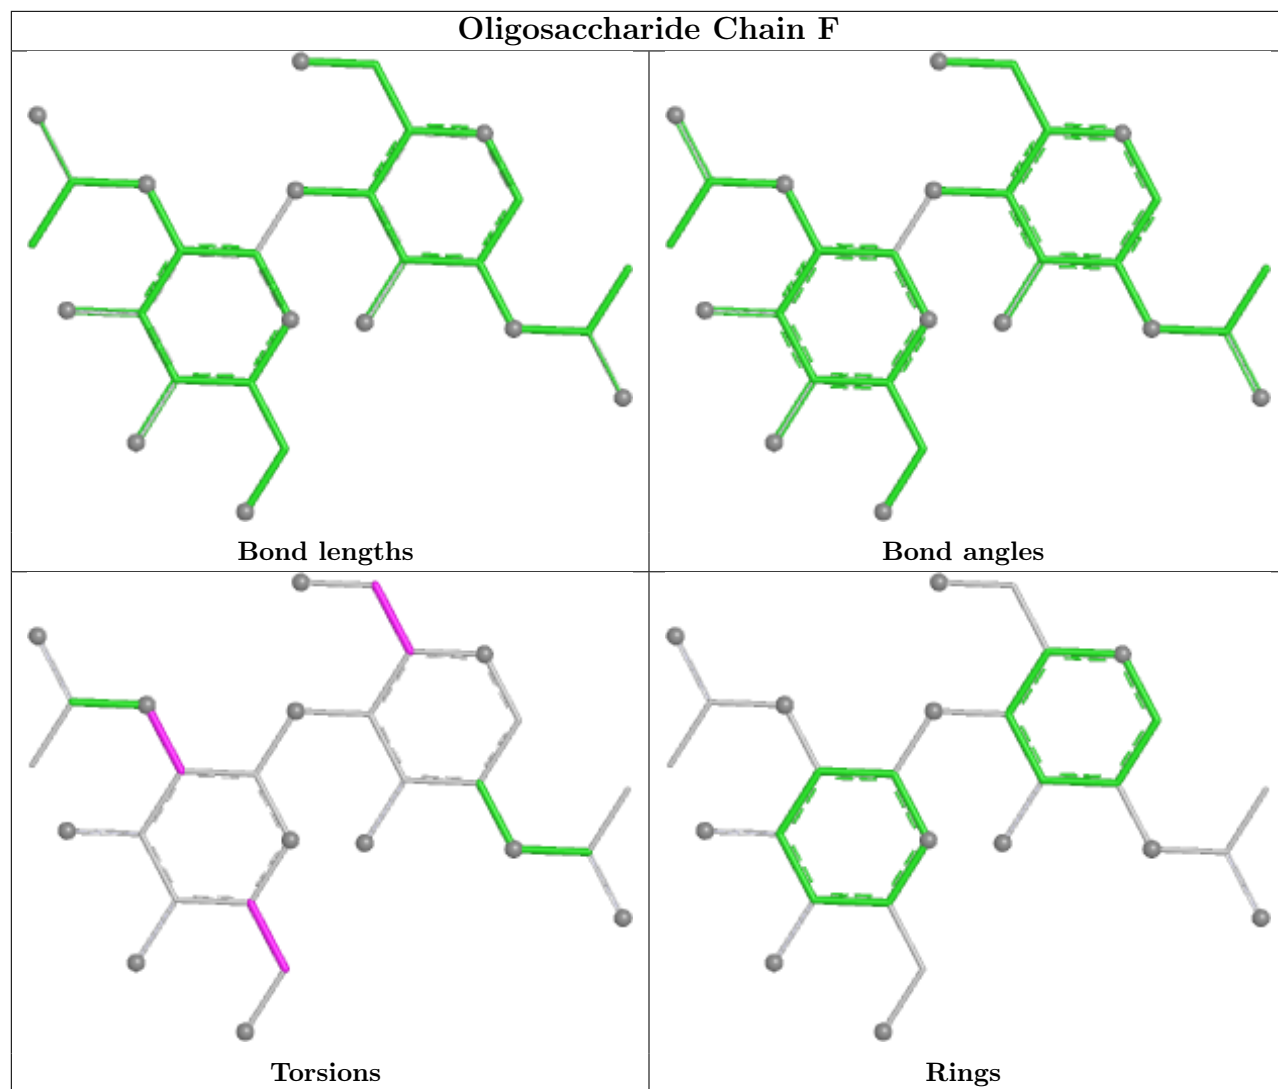 Oligosaccharide Chain F
Bond lengths
Bond angles
Torsions
Rings